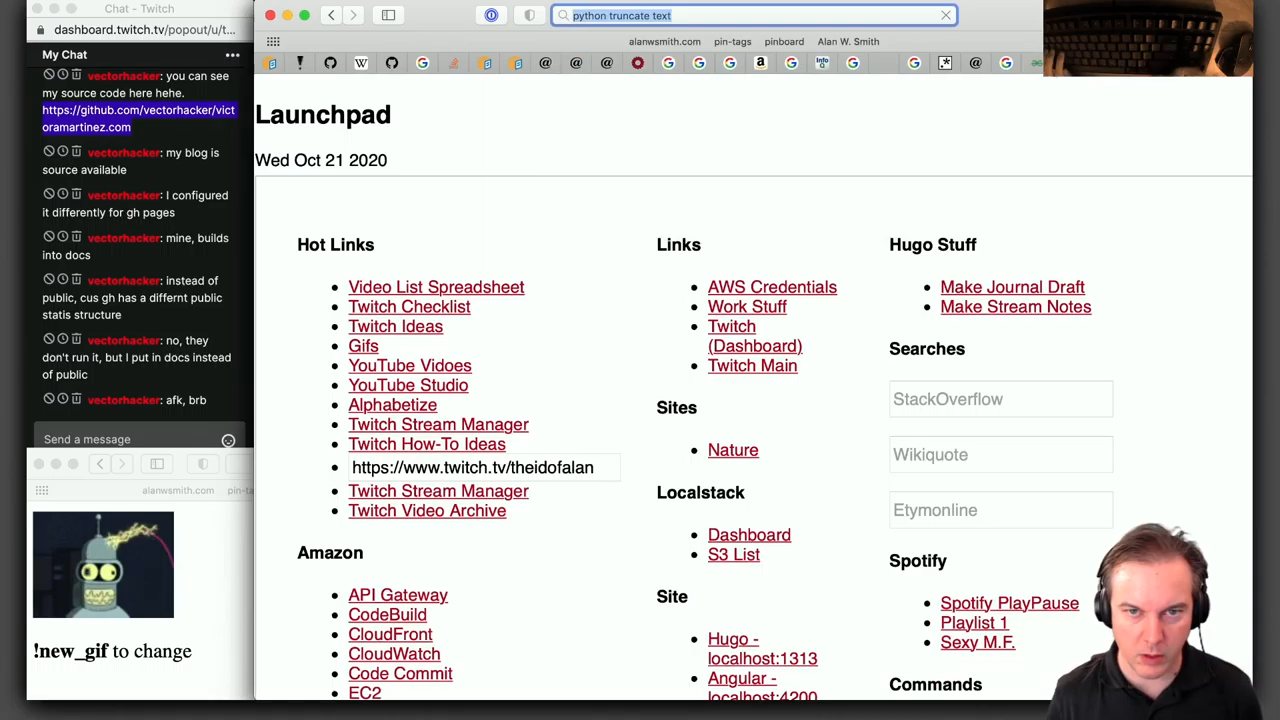 Chat - Twitch
dashboard.twitch.tv/popout/u/t...
My Chat
vectorhacker: you can see
my source code here hehe.
https://github.com/vectorhacker/vict
oramartinez.com
vectorhacker: my blog is
source available
vectorhacker: I configured
it differently for gh pages
vectorhacker: mine, builds
into docs
vectorhacker: instead of
public, cus gh has a differnt public
statis structure
vectorhacker: no, they
don't run it, but I put in docs instead
of public
vectorhacker: afk, brb
Send a message
alanwsmith.com
pin-ta
!new_gif to change
python truncate text
alanwsmith.com
pin-tags
pinboard
Alan W. Smith
Launchpad
Wed Oct 21 2020
Hot Links
Video List Spreadsheet
Twitch Checklist
Twitch Ideas
Gifs
YouTube Vidoes
YouTube Studio
Alphabetize
Twitch Stream Manager
Twitch How-To Ideas
https://www.twitch.tv/theidofalan
Twitch Stream Manager
Twitch Video Archive
Amazon
API Gateway
CodeBuild
CloudFront
CloudWatch
Code Commit
EC2
Links
AWS Credentials
Work Stuff
Twitch
(Dashboard)
Twitch Main
Sites
Nature
Localstack
Dashboard
S3 List
Site
Hugo -
localhost:1313
Angular -
localhost:4200
Hugo Stuff
Make Journal Draft
Make Stream Notes
Searches
StackOverflow
Wikiquote
Etymonline
Spotify
Spotify PlayPause
Playlist 1
Sexy M.F.
Commands